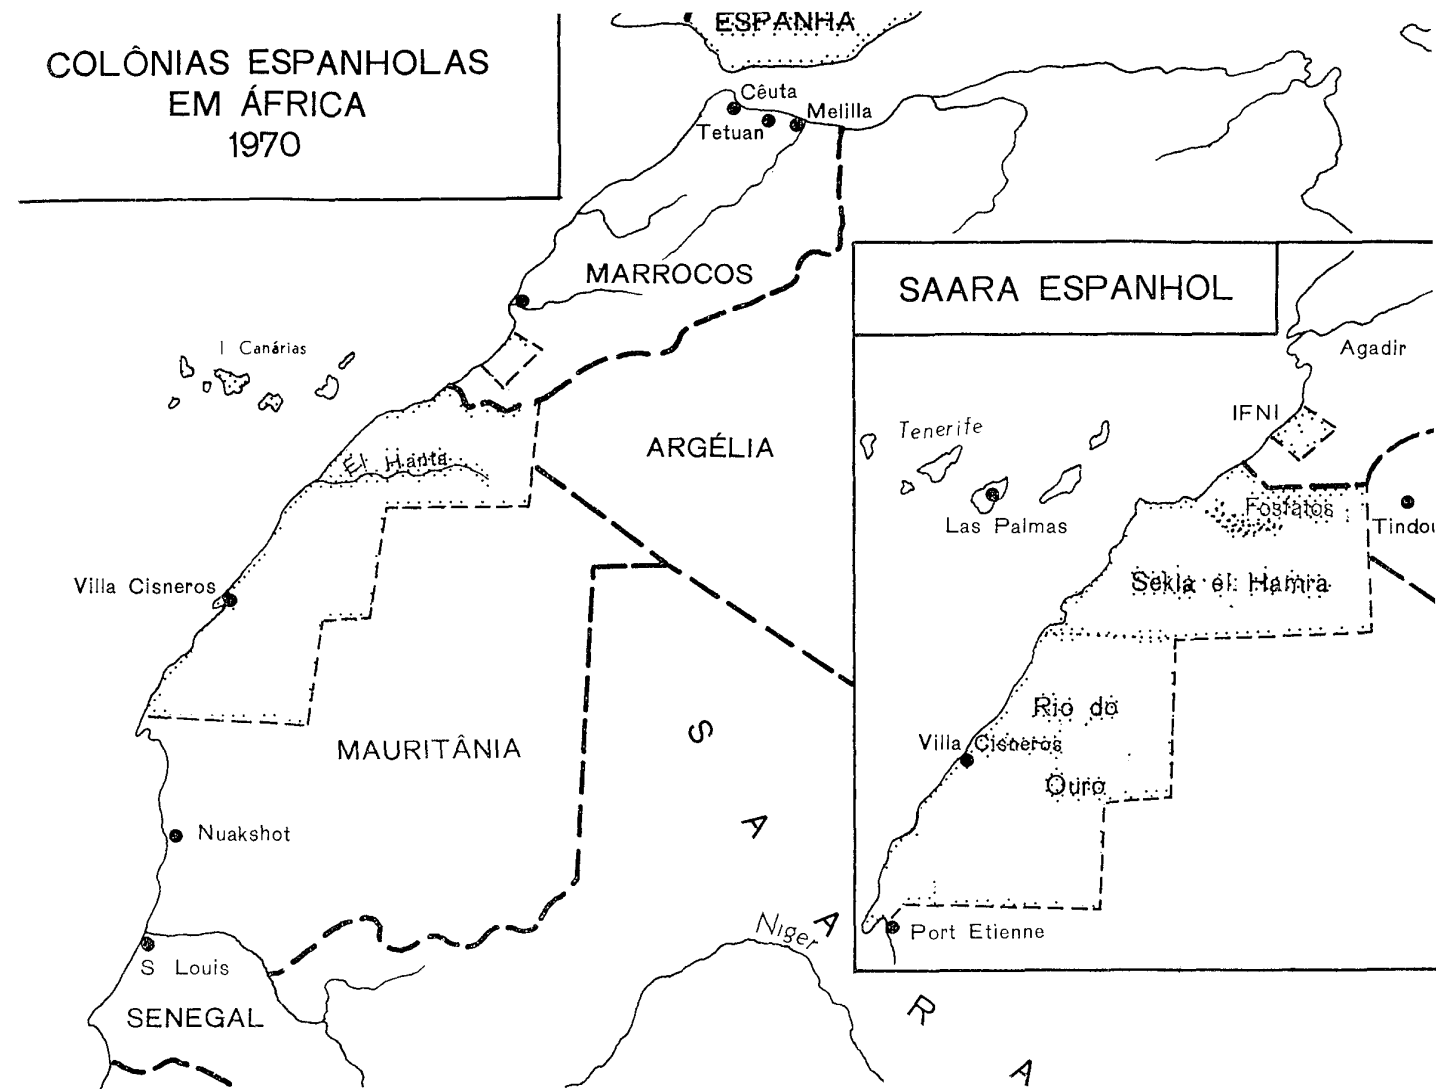 COLÔNIAS ESPANHOLAS
EM ÁFRICA
1970
ESPANHA
Cêuta
Melilla
Tetuan
MARROCOS
I Canárias
El Hanta
ARGÉLIA
Villa Cisneros
MAURITÂNIA
Nuakshot
S Louis
SENEGAL
Niger
S
A
A
R
A
SAARA ESPANHOL
Agadir
IFNI
Tenerife
Las Palmas
Fosfatos
Tindou
Sekia el Hamra
Rio do
Ouro
Villa Cisneros
Port Etienne